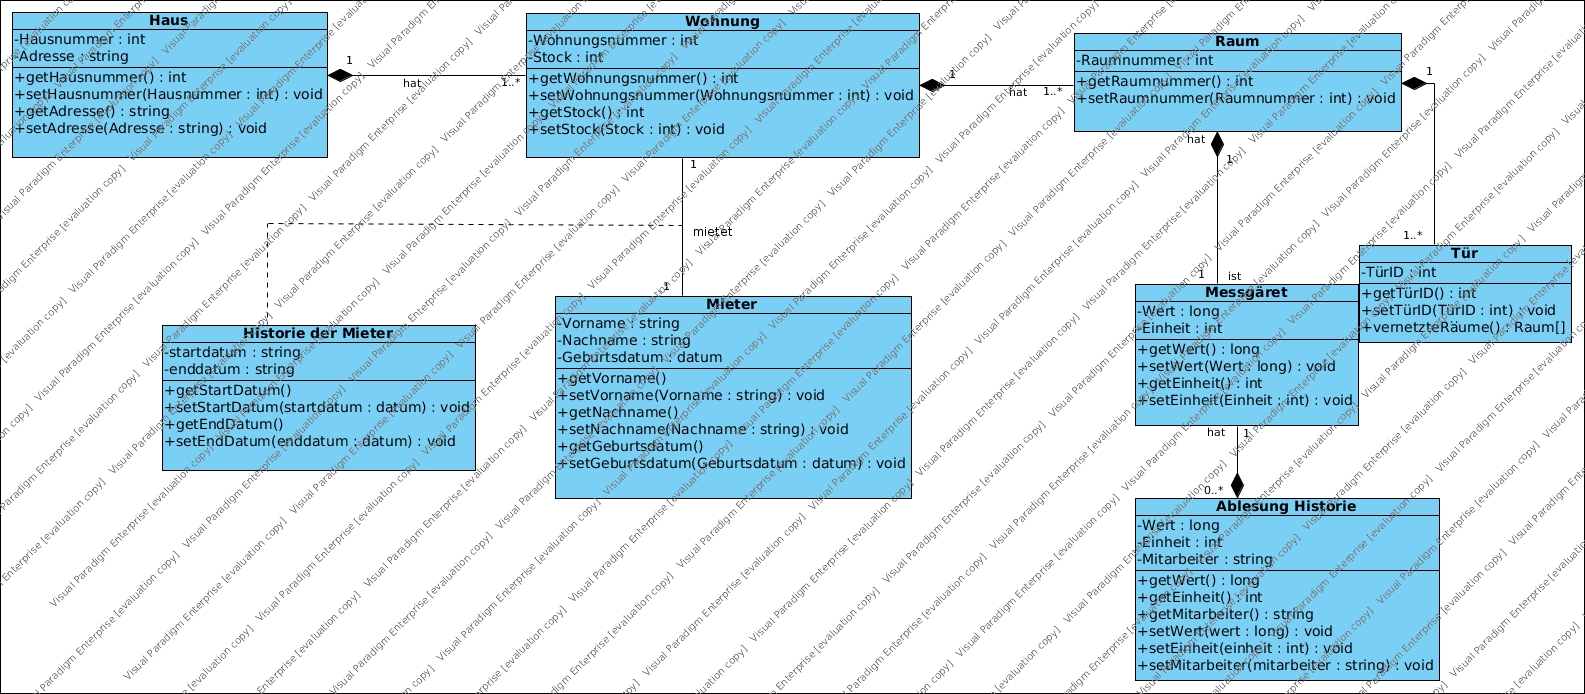 Haus
-Hausnummer : int
-Adresse : string
+getHausnummer() : int
+setHausnummer(Hausnummer : int) : void
+getAdresse() : string
+setAdresse(Adresse : string) : void
1
hat
1..*
Wohnung
-Wohnungsnummer : int
-Stock : int
+getWohnungsnummer() : int
+setWohnungsnummer(Wohnungsnummer : int) : void
+getStock() : int
+setStock(Stock : int) : void
1
hat
1..*
Raum
-Raumnummer : int
+getRaumnummer() : int
+setRaumnummer(Raumnummer : int) : void
1
1..*
hat
1
1
ist
1
mietet
1
Tür
-TürID : int
+getTürID() : int
+setTürID(TürID : int) : void
+vernetzteRäume() : Raum[]
Messgäret
-Wert : long
-Einheit : int
+getWert() : long
+setWert(Wert : long) : void
+getEinheit() : int
+setEinheit(Einheit : int) : void
Mieter
-Vorname : string
-Nachname : string
-Geburtsdatum : datum
+getVorname()
+setVorname(Vorname : string) : void
+getNachname()
+setNachname(Nachname : string) : void
+getGeburtsdatum()
+setGeburtsdatum(Geburtsdatum : datum) : void
Historie der Mieter
-startdatum : string
-enddatum : string
+getStartDatum()
+setStartDatum(startdatum : datum) : void
+getEndDatum()
+setEndDatum(enddatum : datum) : void
hat
1
0..*
Ablesung Historie
-Wert : long
-Einheit : int
-Mitarbeiter : string
+getWert() : long
+getEinheit() : int
+getMitarbeiter() : string
+setWert(wert : long) : void
+setEinheit(einheit : int) : void
+setMitarbeiter(mitarbeiter : string) : void
Visual Paradigm Enterprise [evaluation copy]